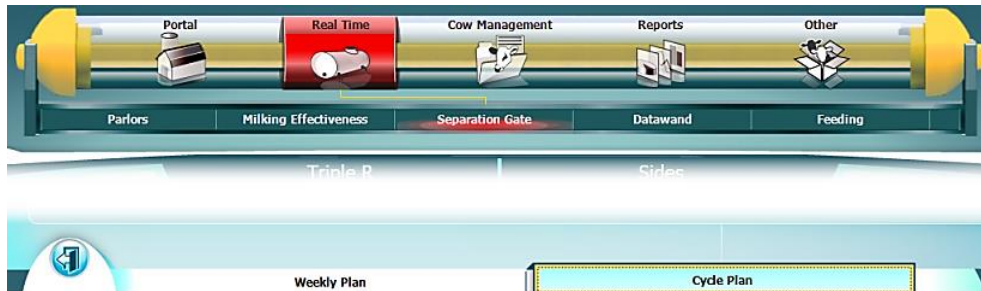 Portal Real Time Cow Management Reports Other
Parlors Milking Effectiveness Separation Gate Datawand Feeding
Triple R Sides
Weekly Plan Cycle Plan